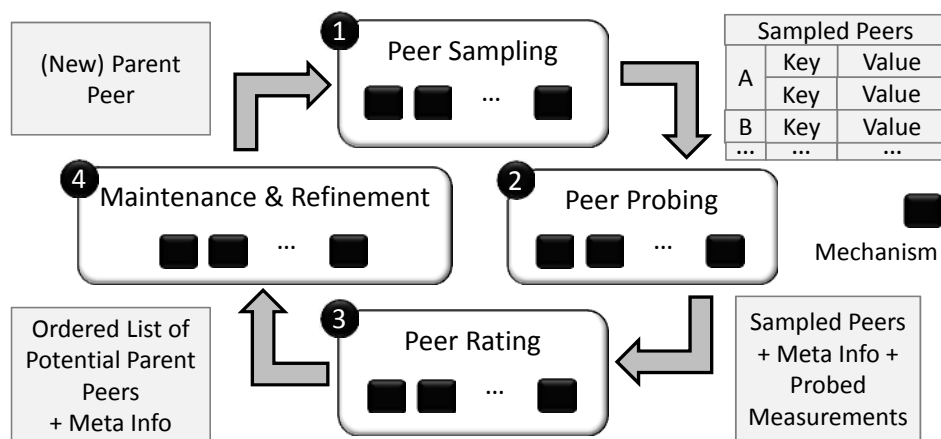 (New) Parent
Peer
1
Peer Sampling
...
Sampled Peers
A
Key
Value
Key
Value
B
Key
Value
...
...
...
4
Maintenance & Refinement
...
2
Peer Probing
...
Mechanism
Ordered List of
Potential Parent
Peers
+ Meta Info
3
Peer Rating
...
Sampled Peers
+ Meta Info +
Probed
Measurements